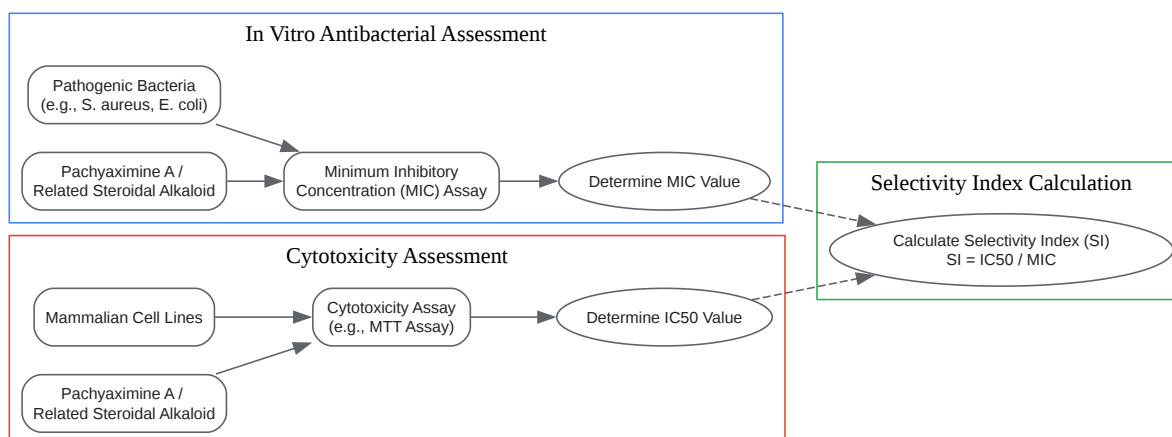 In Vitro Antibacterial Assessment
Pathogenic Bacteria
(e.g., S. aureus, E. coli)
Pachyaximine A /
Related Steroidal Alkaloid
Minimum Inhibitory
Concentration (MIC) Assay
Determine MIC Value
Selectivity Index Calculation
Calculate Selectivity Index (SI)
SI = IC50 / MIC
Cytotoxicity Assessment
Mammalian Cell Lines
Cytotoxicity Assay
(e.g., MTT Assay)
Determine IC50 Value
Pachyaximine A /
Related Steroidal Alkaloid